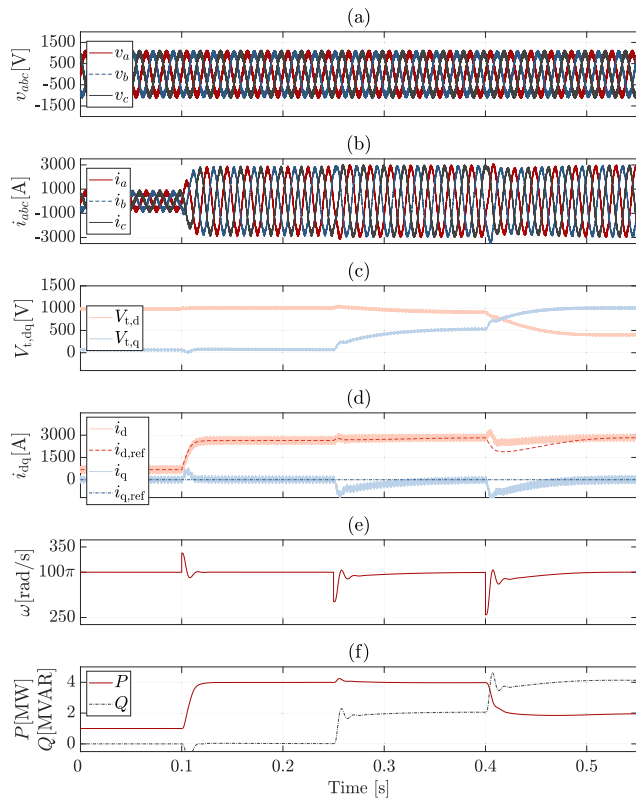 (a)
v_abc[V]
1500
500
-500
-1500
v_a
v_b
v_c
(b)
i_abc[A]
3000
1000
-1000
-3000
i_a
i_b
i_c
(c)
V_t,dq[V]
1500
1000
500
0
V_t,d
V_t,q
(d)
i_dq[A]
3000
1500
0
i_d
i_d,ref
i_q
i_q,ref
(e)
ω[rad/s]
350
100π
250
(f)
P[MW]
Q[MVAR]
4
2
0
P
Q
0 0.1 0.2 0.3 0.4 0.5
Time [s]